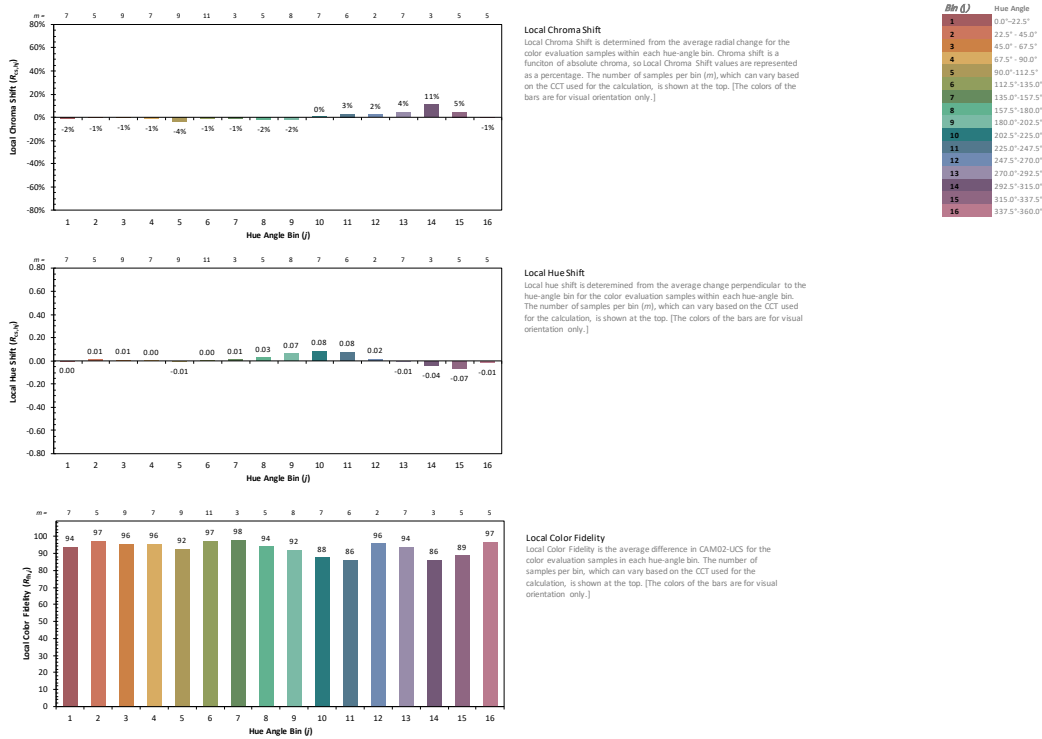 m = 7 5 9 7 9 11 3 5 8 7 6 7 4 3 5 5
80%
60%
40%
20%
0%
-20%
-40%
-60%
-80%
Local Chroma Shift (Rcs,hj)
-2% -1% -1% -1% -4% -1% -1% -2% -2% 0% 3% 2% 4% 11% 5% -1%
1 2 3 4 5 6 7 8 9 10 11 12 13 14 15 16
Hue Angle Bin (j)
Local Chroma Shift
Local Chroma Shift is determined from the average radial change for the
color evaluation samples within each hue-angle bin. Chroma shift is a
funciton of absolute chroma, so Local Chroma Shift values are represented
as a percentage. The number of samples per bin (m), which can vary based
on the CCT used for the calculation, is shown at the top. [The colors of the
bars are for visual orientation only.]
Bin (j) Hue Angle
1 0.0°-22.5°
2 22.5° - 45.0°
3 45.0° - 67.5°
4 67.5° - 90.0°
5 90.0°-112.5°
6 112.5°-135.0°
7 135.0°-157.5°
8 157.5°-180.0°
9 180.0°-202.5°
10 202.5°-225.0°
11 225.0°-247.5°
12 247.5°-270.0°
13 270.0°-292.5°
14 292.5°-315.0°
15 315.0°-337.5°
16 337.5°-360.0°
m = 7 5 9 7 9 11 3 5 8 7 6 7 7 3 5 5
0.80
0.60
0.40
0.20
0.00
-0.20
-0.40
-0.60
-0.80
Local Hue Shift (Rcs,hj)
0.00 0.01 0.01 0.00 -0.01 0.00 0.01 0.03 0.07 0.08 0.08 0.02 -0.01 -0.04 -0.07 -0.01
1 2 3 4 5 6 7 8 9 10 11 12 13 14 15 16
Hue Angle Bin (j)
Local Hue Shift
Local hue shift is deteremined from the average change perpendicular to the
hue-angle bin for the color evaluation samples within each hue-angle bin.
The number of samples per bin (m), which can vary based on the CCT used
for the calculation, is shown at the top. [The colors of the bars are for visual
orientation only.]
m = 7 5 9 7 9 11 3 5 8 7 6 7 7 3 5 5
100
90
80
70
60
50
40
30
20
10
0
Local Color Fidelity (Rfh,j)
94 97 96 96 92 97 98 94 92 88 86 96 94 86 89 97
1 2 3 4 5 6 7 8 9 10 11 12 13 14 15 16
Hue Angle Bin (j)
Local Color Fidelity
Local Color Fidelity is the average difference in CAM02-UCS for the
color evaluation samples in each hue-angle bin. The number of
samples per bin, which can vary based on the CCT used for the
calculation, is shown at the top. [The colors of the bars are for visual
orientation only.]